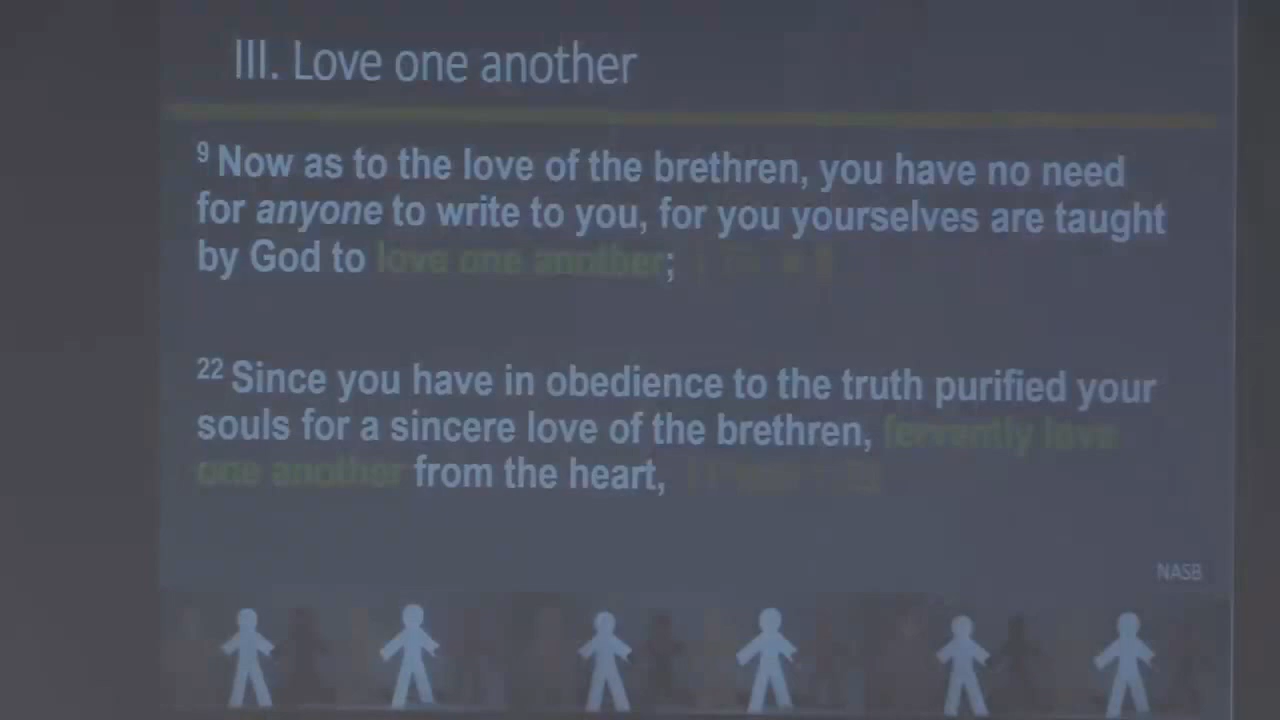 III. Love one another
9 Now as to the love of the brethren, you have no need
for anyone to write to you, for you yourselves are taught
by God to love one another;
22 Since you have in obedience to the truth purified your
souls for a sincere love of the brethren, fervently love
one another from the heart,
NASB